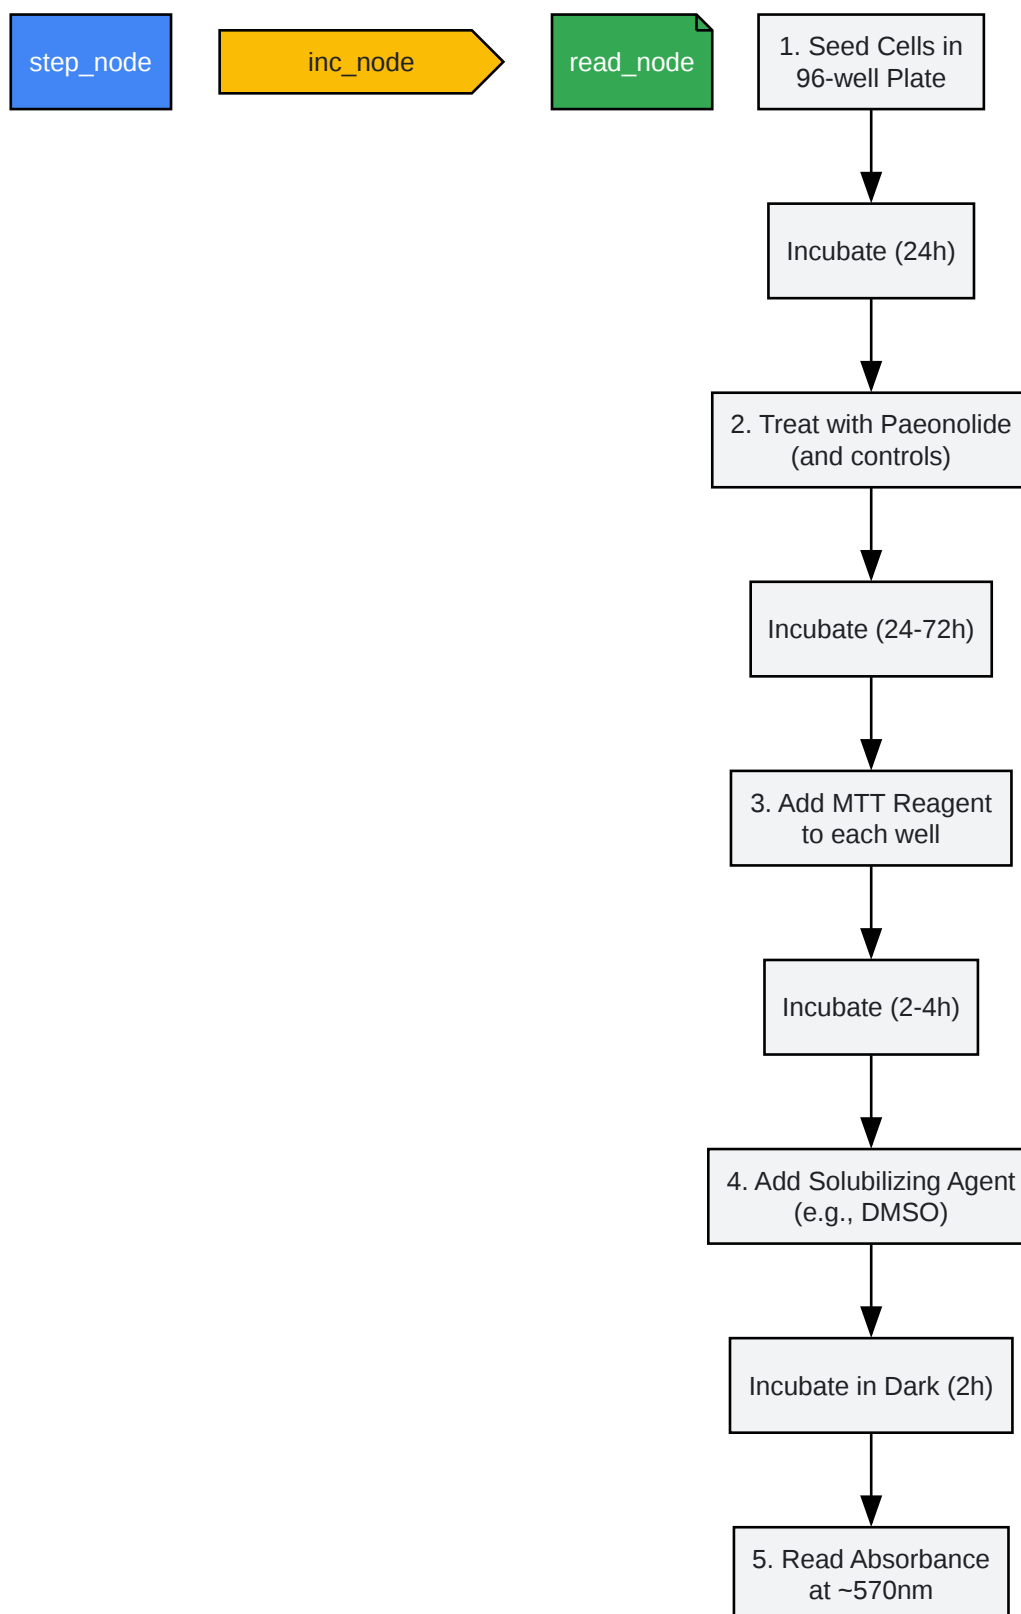 step_node
inc_node
read_node
1. Seed Cells in
96-well Plate
Incubate (24h)
2. Treat with Paeonolide
(and controls)
Incubate (24-72h)
3. Add MTT Reagent
to each well
Incubate (2-4h)
4. Add Solubilizing Agent
(e.g., DMSO)
Incubate in Dark (2h)
5. Read Absorbance
at ~570nm